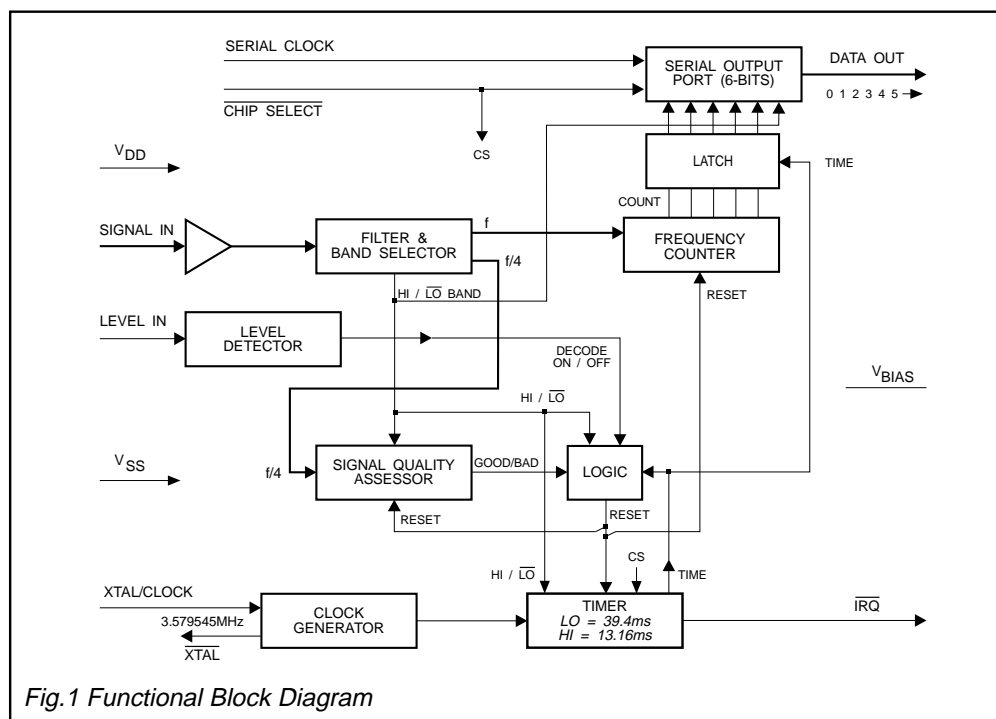 SERIAL CLOCK
SERIAL OUTPUT
PORT (6-BITS)
DATA OUT
0 1 2 3 4 5
CHIP SELECT
CS
VDD
LATCH
TIME
COUNT
SIGNAL IN
FILTER &
BAND SELECTOR
f
f/4
FREQUENCY
COUNTER
HI / LO BAND
RESET
LEVEL IN
LEVEL
DETECTOR
DECODE
ON / OFF
VBIAS
HI / LO
VSS
f/4
SIGNAL QUALITY
ASSESSOR
GOOD/BAD
LOGIC
RESET
RESET
CS
HI / LO
TIME
XTAL/CLOCK
3.579545MHz
XTAL
CLOCK
GENERATOR
TIMER
LO = 39.4ms
HI = 13.16ms
IRQ
Fig.1 Functional Block Diagram